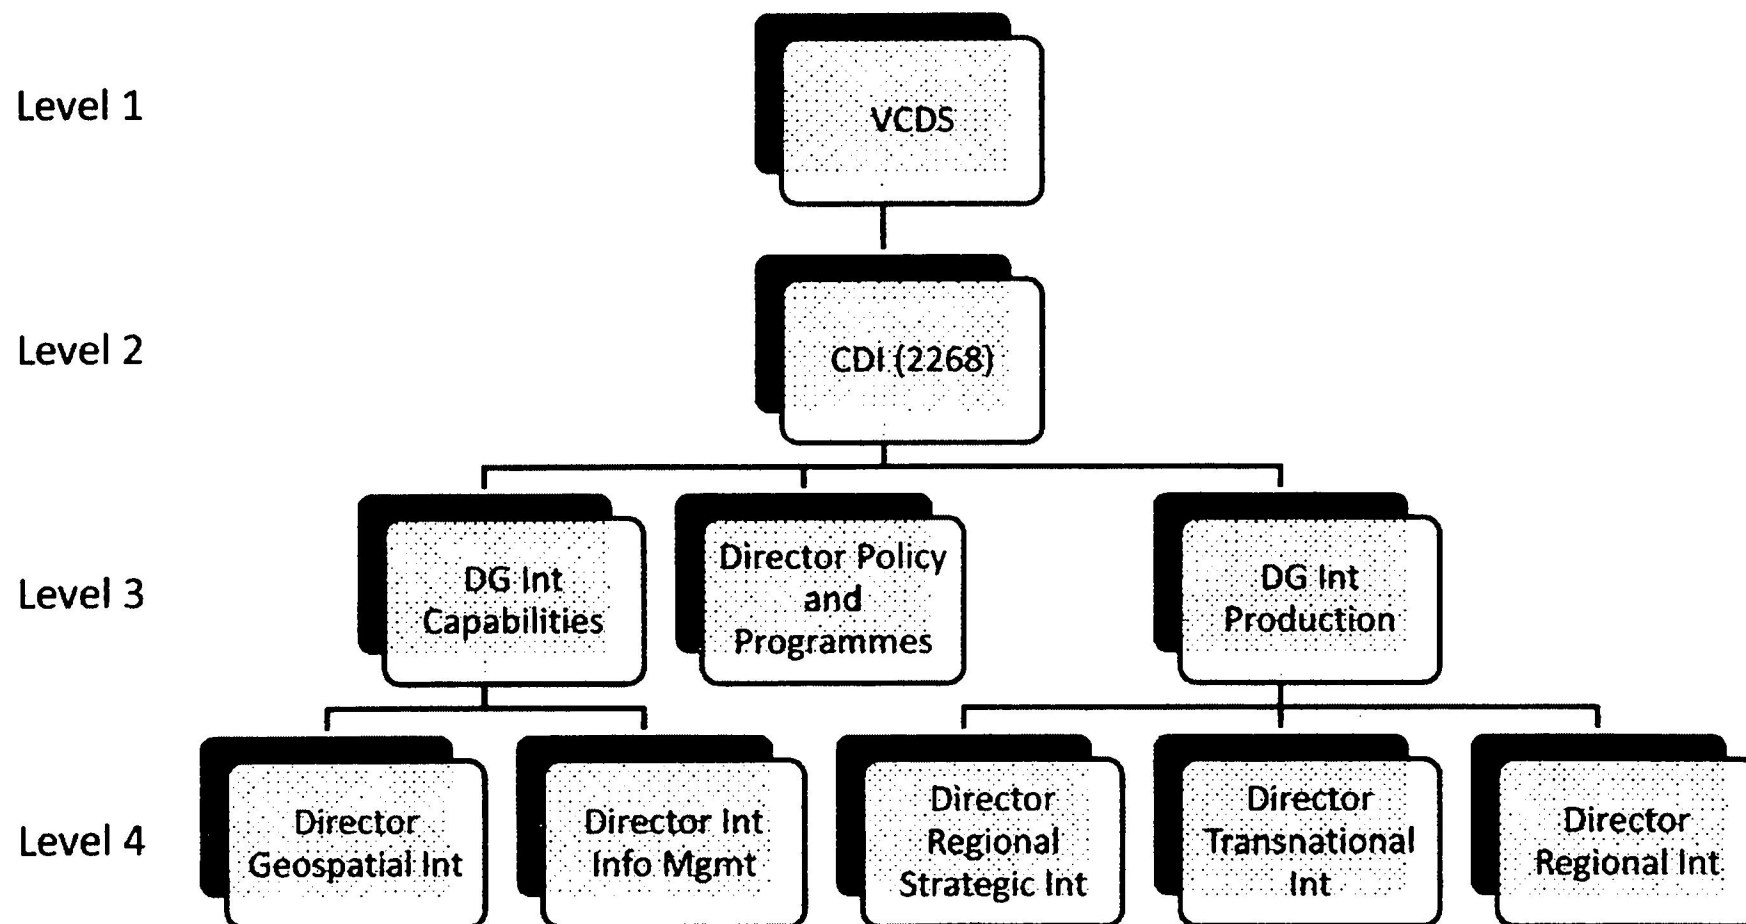 Level 1
VCDS
Level 2
CDI (2268)
Level 3
DG Int
Capabilities
Director Policy
and
Programmes
DG Int
Production
Level 4
Director
Geospatial Int
Director Int
Info Mgmt
Director
Regional
Strategic Int
Director
Transnational
Int
Director
Regional Int